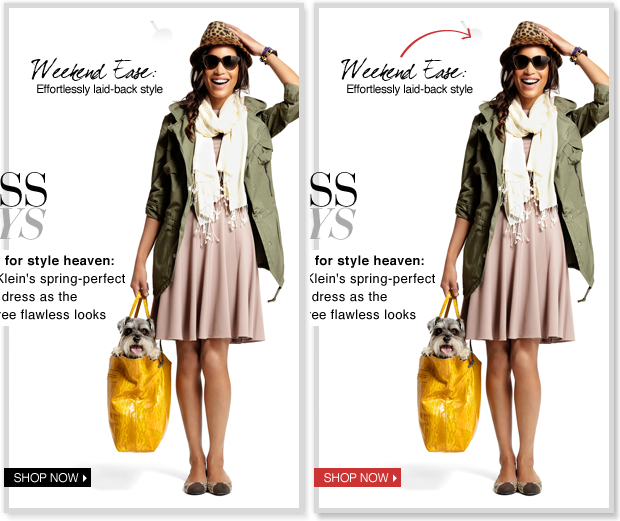 Weekend Ease:
Effortlessly laid-back style
SS
YS
for style heaven:
Klein's spring-perfect
dress as the
ree flawless looks
SHOP NOW
Weekend Ease:
Effortlessly laid-back style
SS
YS
for style heaven:
Klein's spring-perfect
dress as the
ree flawless looks
SHOP NOW